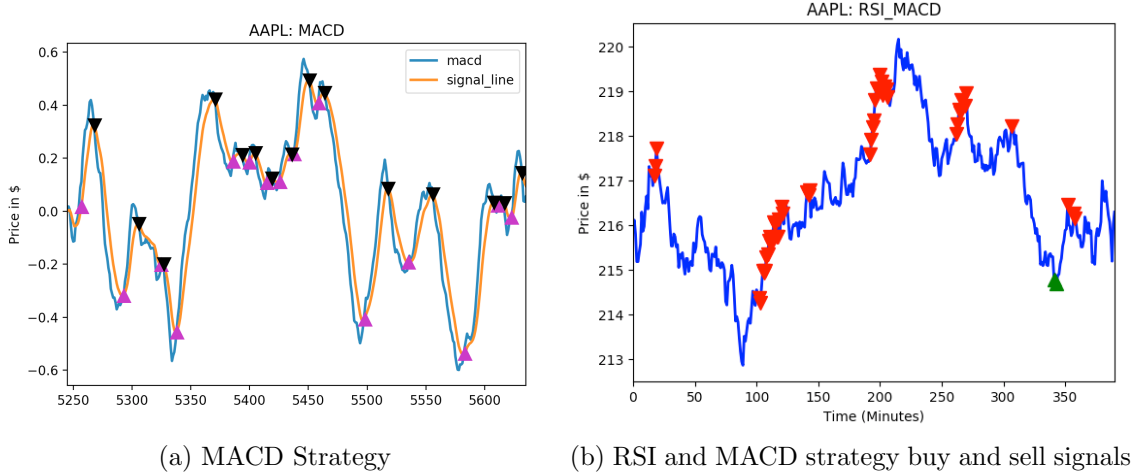 AAPL: MACD
macd
signal_line
Price in $
0.6
0.4
0.2
0.0
−0.2
−0.4
−0.6
5250 5300 5350 5400 5450 5500 5550 5600
(a) MACD Strategy
AAPL: RSI_MACD
Price in $
220
219
218
217
216
215
214
213
0 50 100 150 200 250 300 350
Time (Minutes)
(b) RSI and MACD strategy buy and sell signals